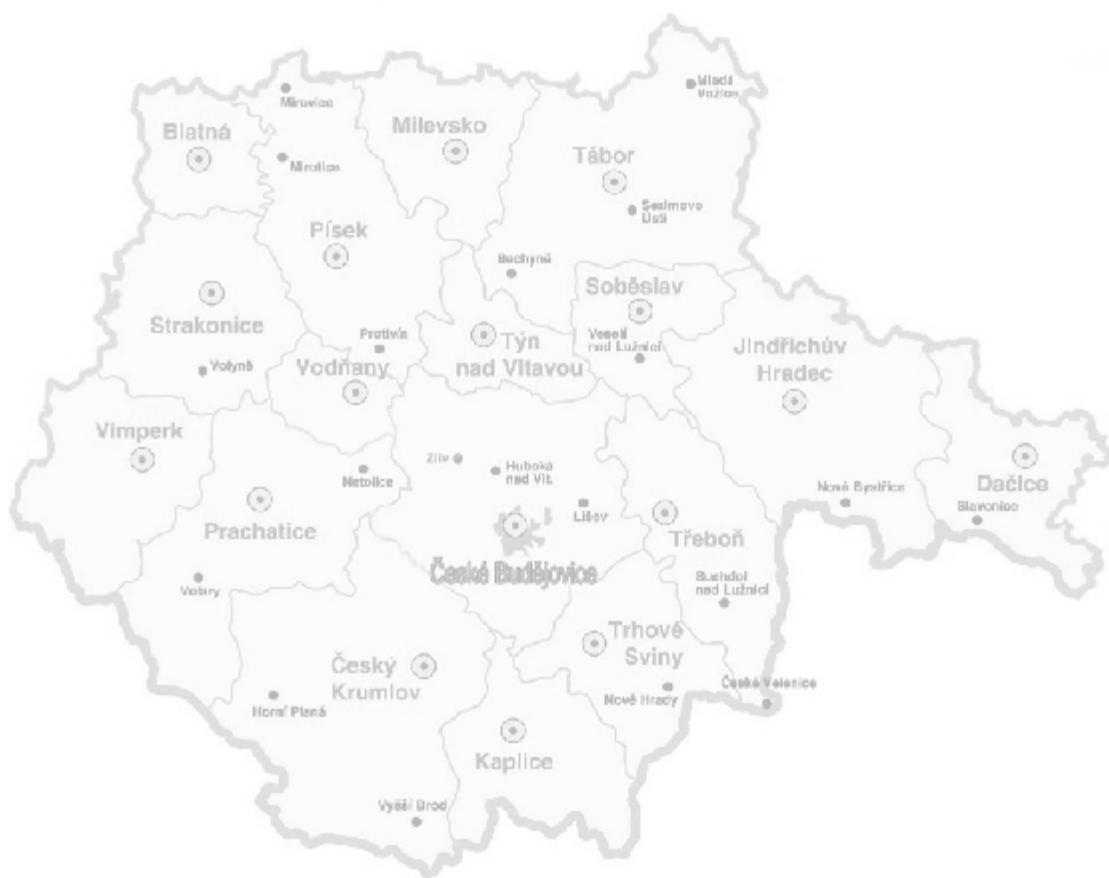 Mladá
Vožice
Mirovice
Milevsko
Blatná
Tábor
Mirotice
Sezimovo
Ústí
Písek
Bechyně
Soběslav
Strakonice
Protivín
Týn
nad Vltavou
Veselí
nad Lužnicí
Jindřichův
Hradec
Vodňany
Volyně
Vimperk
Zliv
Huboká
nad Vlt.
Netolice
Dačice
Nová Bystřice
Slavonice
Lišov
Prachatice
Třeboň
České Budějovice
Suchdol
nad Lužnicí
Volary
Trhové
Sviny
Český
Krumlov
České Velenice
Nové Hrady
Horní Planá
Kaplice
Vyšší Brod